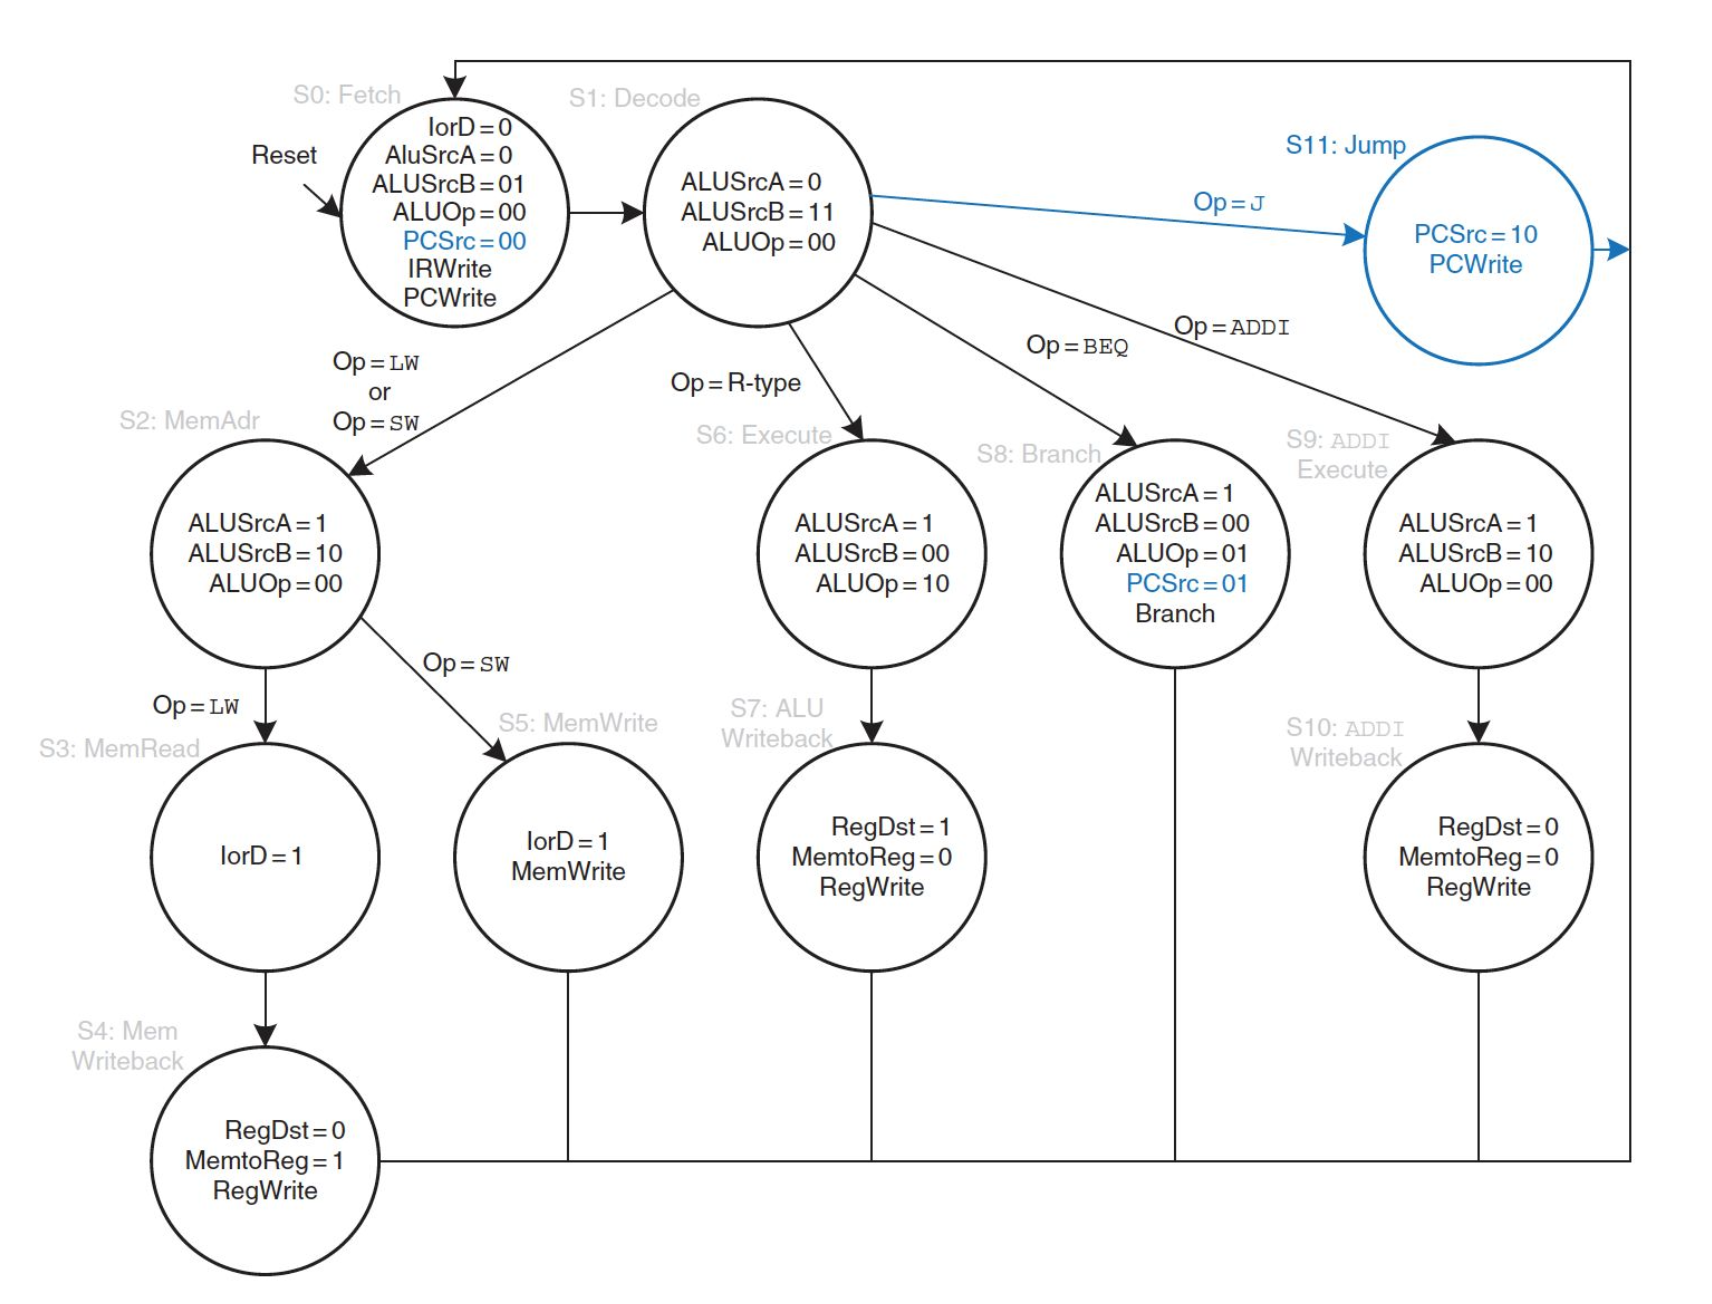 S0: Fetch
Reset
IorD = 0
AluSrcA = 0
ALUSrcB = 01
ALUOp = 00
PCSrc = 00
IRWrite
PCWrite
S1: Decode
ALUSrcA = 0
ALUSrcB = 11
ALUOp = 00
Op = J
S11: Jump
PCSrc = 10
PCWrite
Op = LW
or
Op = SW
Op = R-type
Op = BEQ
Op = ADDI
S2: MemAdr
ALUSrcA = 1
ALUSrcB = 10
ALUOp = 00
S6: Execute
ALUSrcA = 1
ALUSrcB = 00
ALUOp = 10
S8: Branch
ALUSrcA = 1
ALUSrcB = 00
ALUOp = 01
PCSrc = 01
Branch
S9: ADDI
Execute
ALUSrcA = 1
ALUSrcB = 10
ALUOp = 00
Op = LW
Op = SW
S3: MemRead
IorD = 1
S5: MemWrite
IorD = 1
MemWrite
S7: ALU
Writeback
RegDst = 1
MemtoReg = 0
RegWrite
S10: ADDI
Writeback
RegDst = 0
MemtoReg = 0
RegWrite
S4: Mem
Writeback
RegDst = 0
MemtoReg = 1
RegWrite